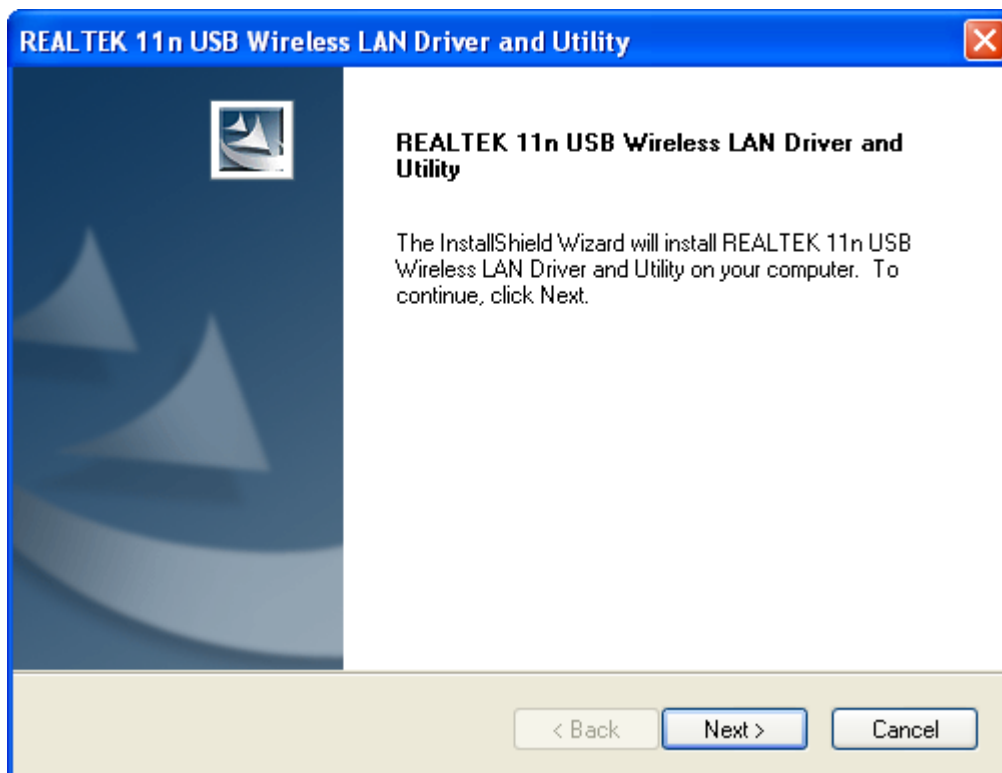 REALTEK 11n USB Wireless LAN Driver and Utility
REALTEK 11n USB Wireless LAN Driver and
Utility
The InstallShield Wizard will install REALTEK 11n USB
Wireless LAN Driver and Utility on your computer. To
continue, click Next.
< Back
Next >
Cancel